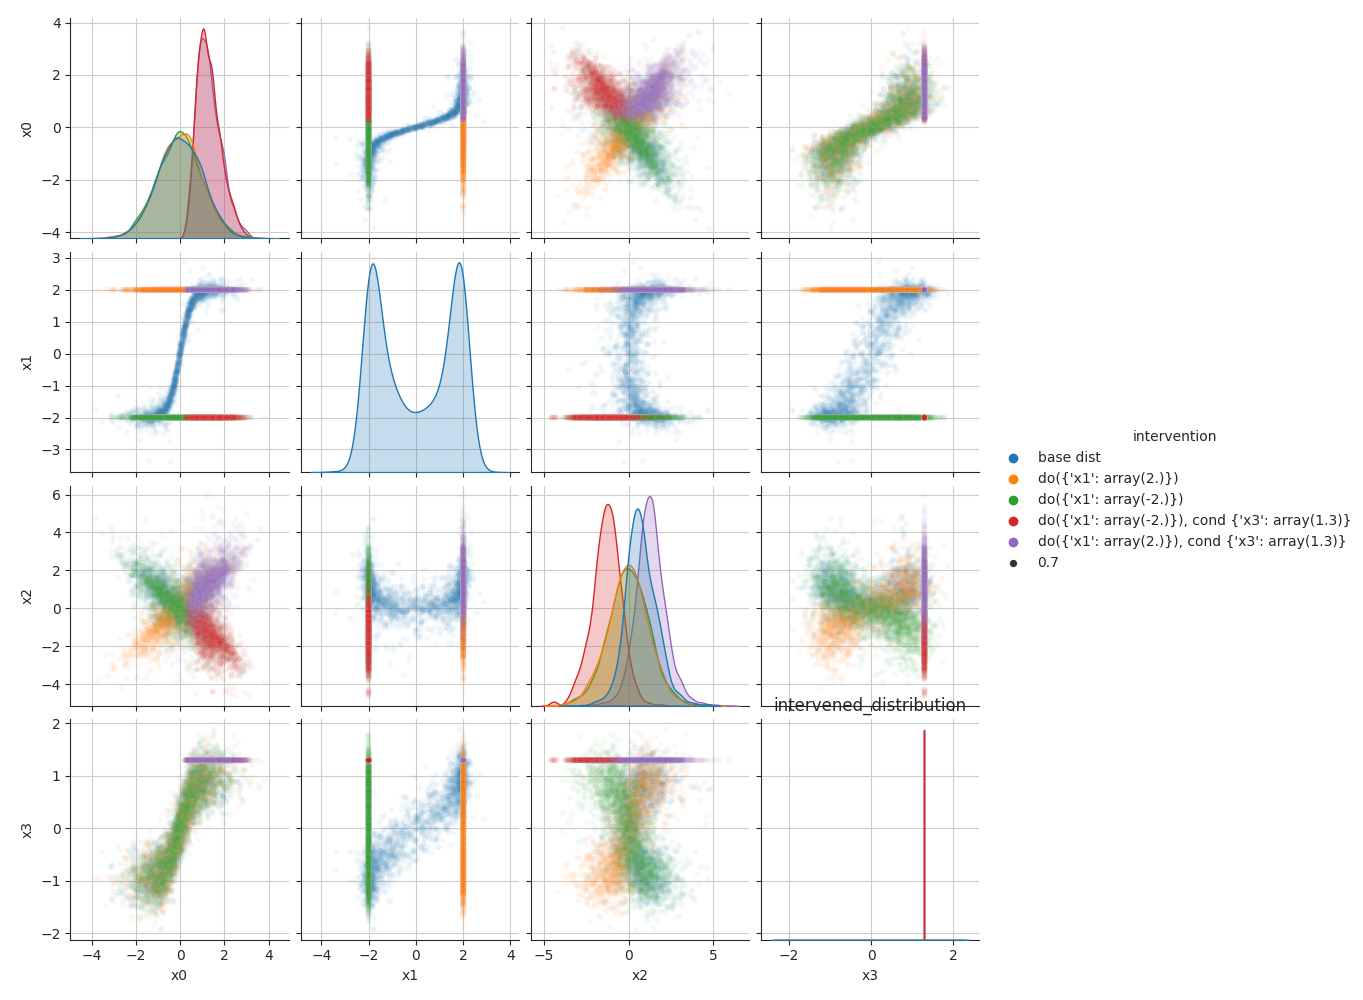 4
2
0
−2
−4
x0
3
2
1
0
−1
−2
−3
x1
6
4
2
0
−2
−4
x2
intervened_distribution
2
1
0
−1
−2
x3
−4 −2 0 2 4
−4 −2 0 2 4
−5 0 5
−2 0 2
x0 x1 x2 x3
intervention
base dist
do({'x1': array(2.)})
do({'x1': array(-2.)})
do({'x1': array(-2.)}), cond {'x3': array(1.3)}
do({'x1': array(2.)}), cond {'x3': array(1.3)}
0.7